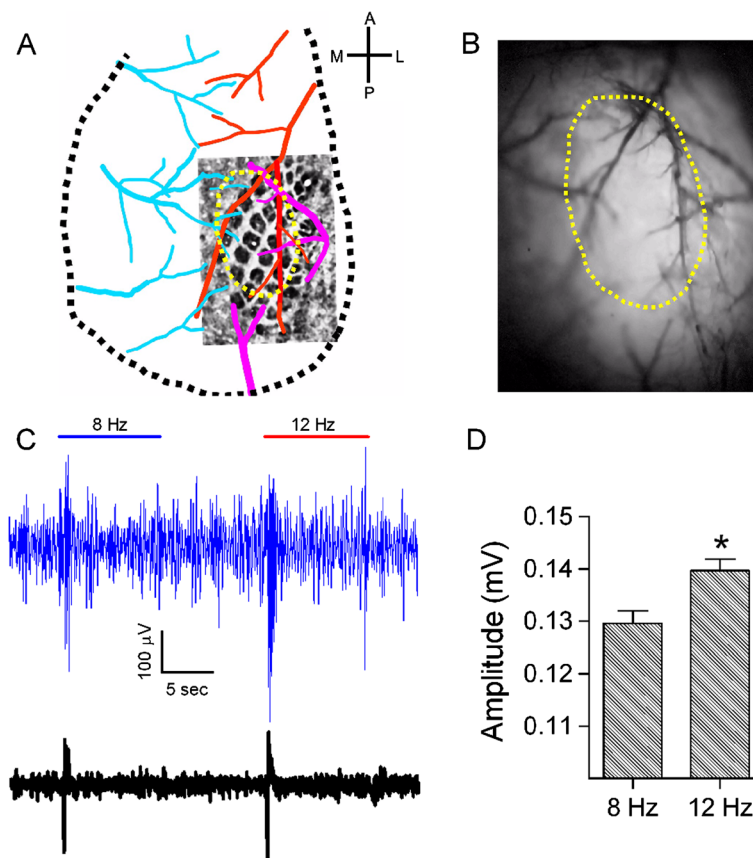 A
A
M L
P
B
C
8 Hz
12 Hz
100 µV
5 sec
D
Amplitude (mV)
0.15
0.14
0.13
0.12
0.11
*
8 Hz
12 Hz